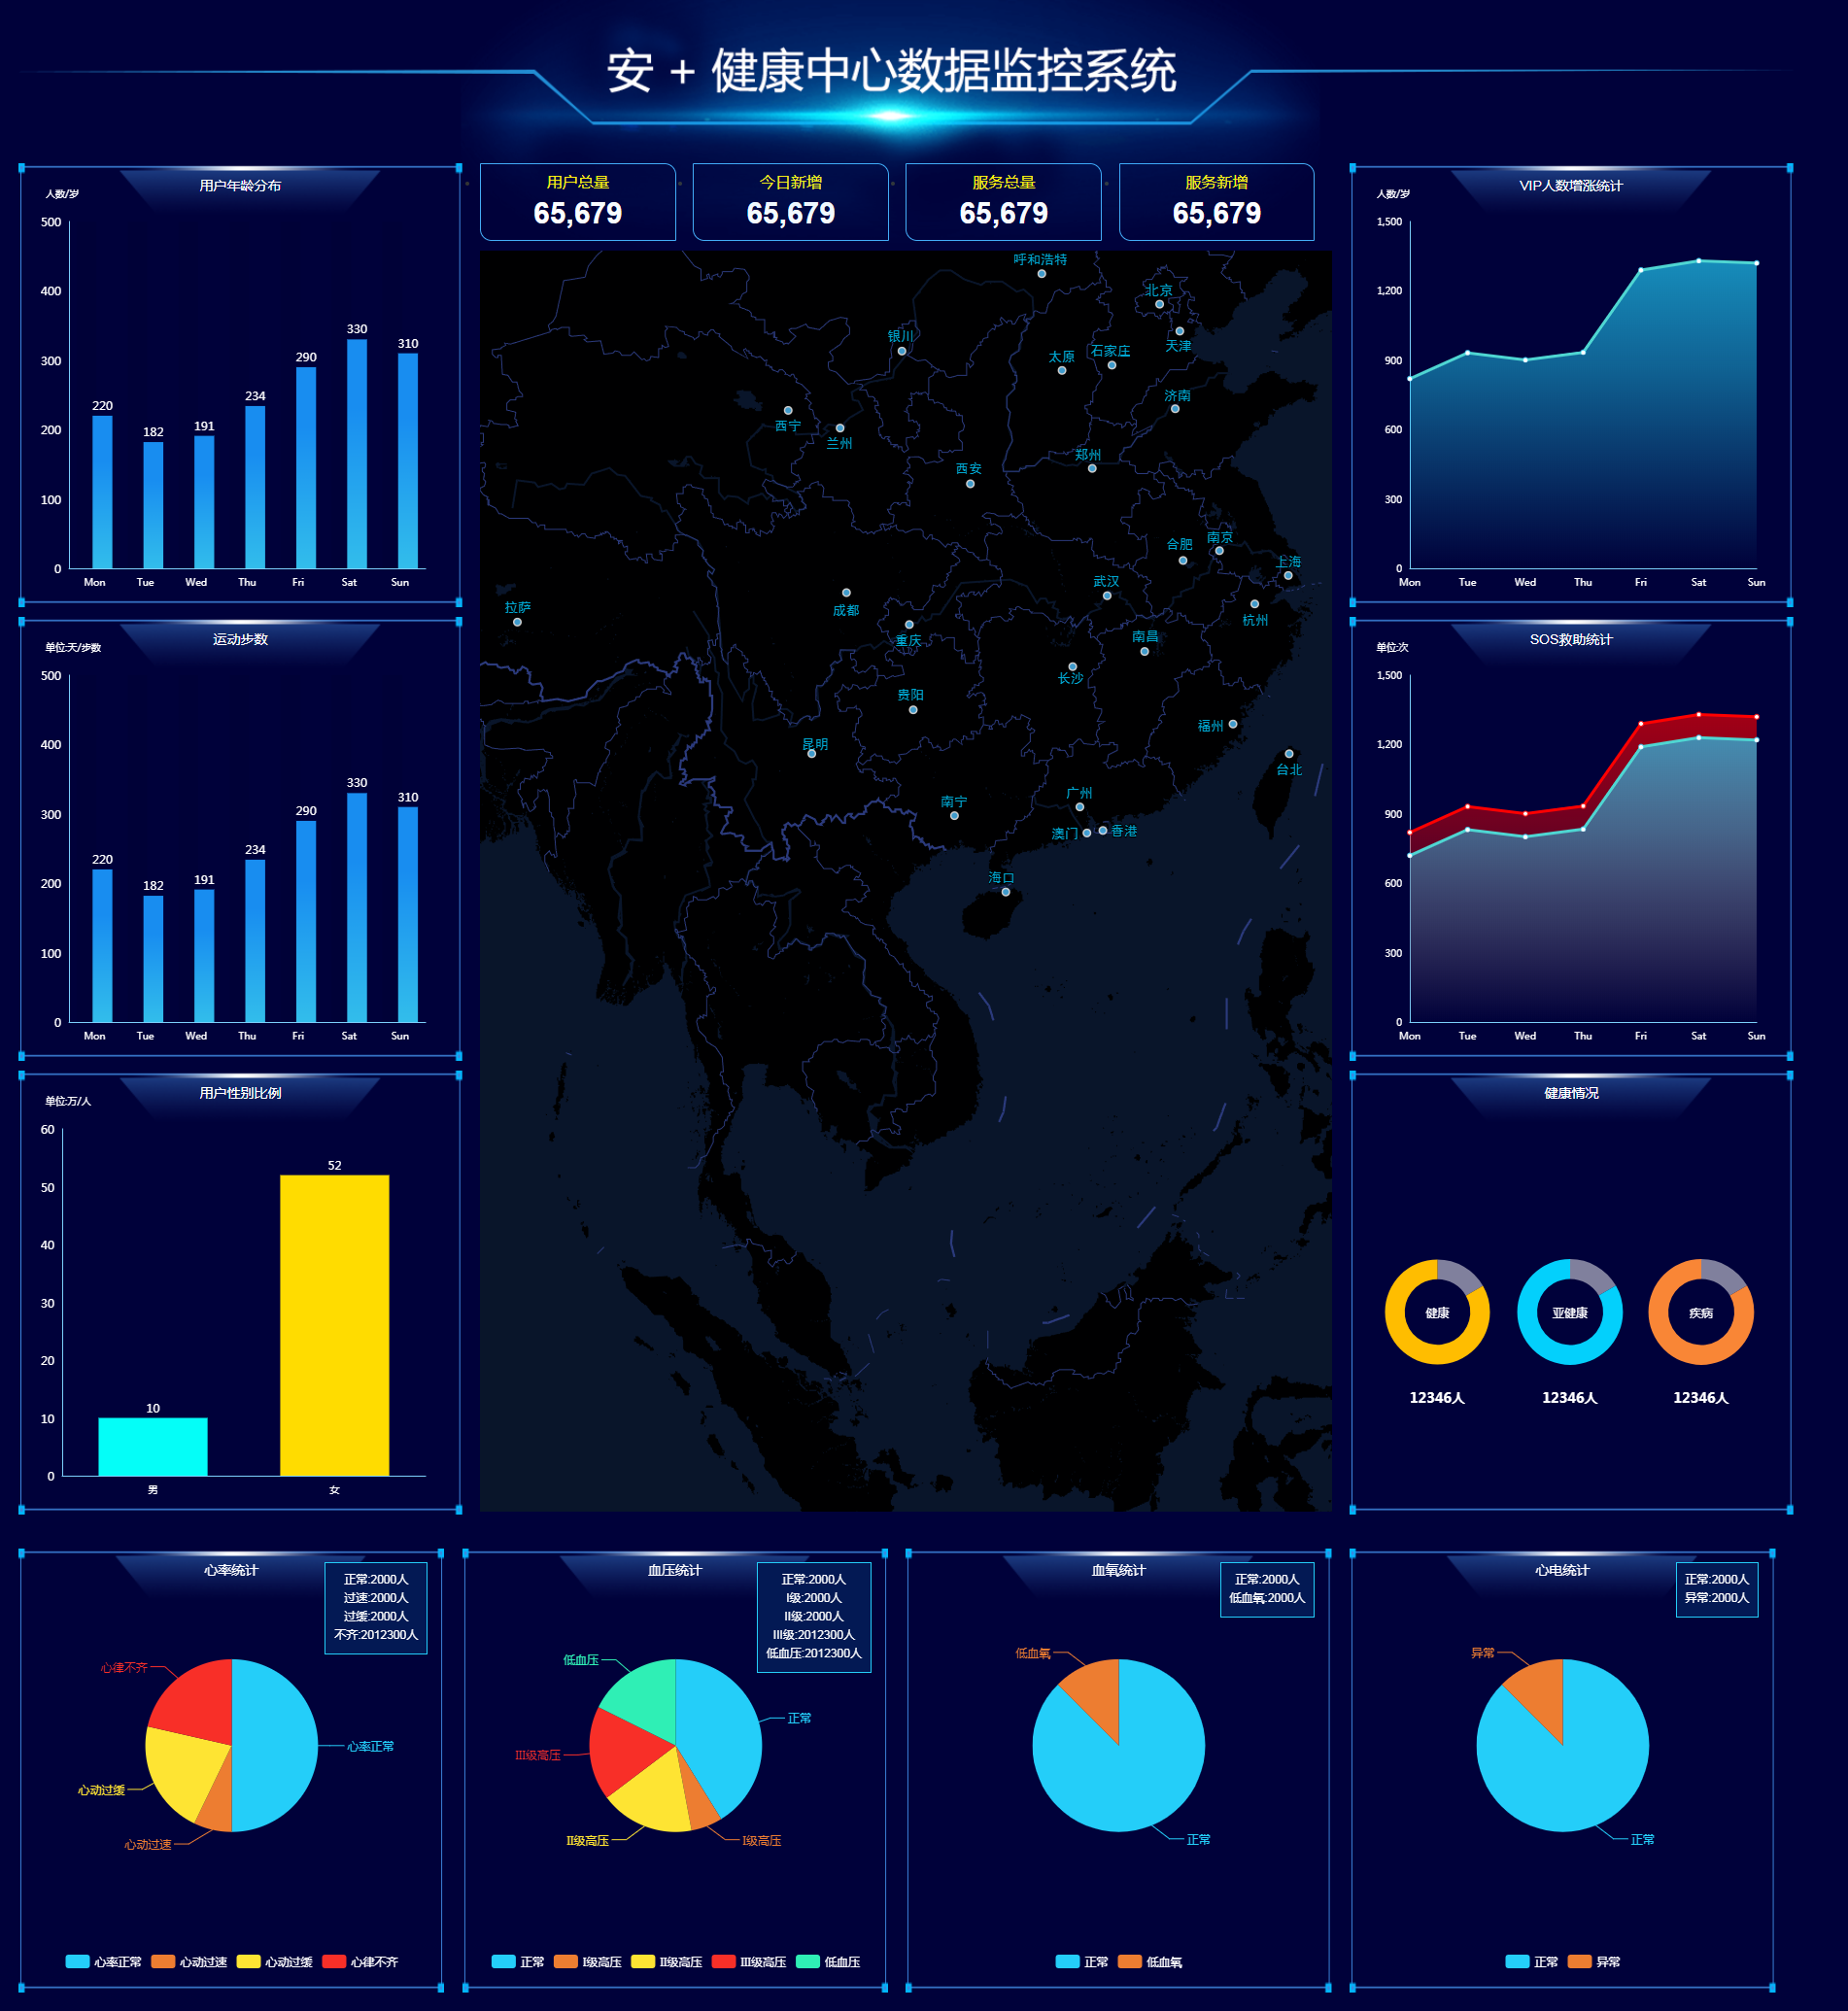 安 + 健康中心数据监控系统
用户年龄分布
人数/岁
500
400
300
200
100
0
220
182
191
234
290
330
310
Mon Tue Wed Thu Fri Sat Sun
运动步数
单位:天/步数
500
400
300
200
100
0
220
182
191
234
290
330
310
Mon Tue Wed Thu Fri Sat Sun
用户性别比例
单位:万/人
60
50
40
30
20
10
0
10
52
男 女
用户总量
65,679
今日新增
65,679
服务总量
65,679
服务新增
65,679
呼和浩特
北京
银川
天津
太原
石家庄
济南
西宁
兰州
郑州
西安
南京
合肥
上海
武汉
拉萨
成都
杭州
重庆
南昌
长沙
贵阳
福州
昆明
台北
广州
南宁
澳门
香港
海口
VIP人数增涨统计
人数/岁
1,500
1,200
900
600
300
0
Mon Tue Wed Thu Fri Sat Sun
SOS救助统计
单位:次
1,500
1,200
900
600
300
0
Mon Tue Wed Thu Fri Sat Sun
健康情况
健康
亚健康
疾病
12346人
12346人
12346人
心率统计
正常:2000人
过速:2000人
过缓:2000人
不齐:2012300人
心律不齐
心率正常
心动过缓
心动过速
心率正常 心动过速 心动过缓 心律不齐
血压统计
正常:2000人
I级:2000人
II级:2000人
III级:2012300人
低血压:2012300人
低血压
正常
III级高压
II级高压
I级高压
正常 I级高压 II级高压 III级高压 低血压
血氧统计
正常:2000人
低血氧:2000人
低血氧
正常
正常 低血氧
心电统计
正常:2000人
异常:2000人
异常
正常
正常 异常